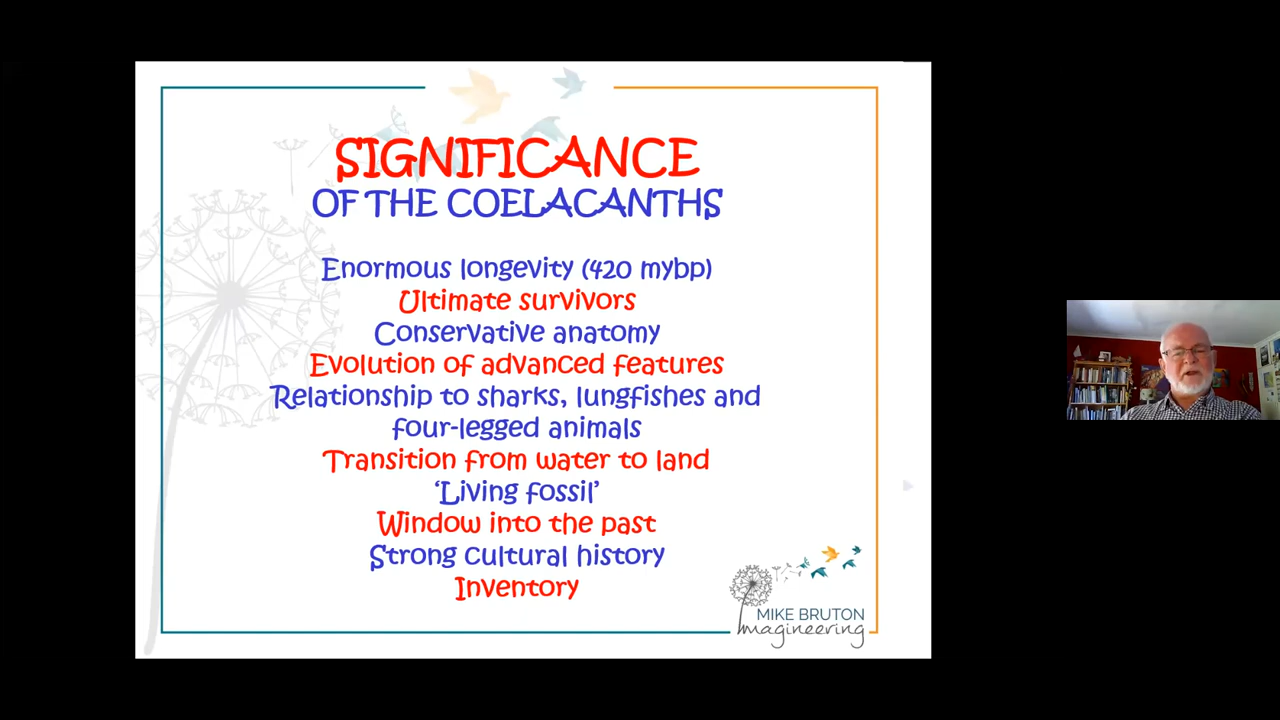 SIGNIFICANCE
OF THE COELACANTHS
Enormous longevity (420 mybp)
Ultimate survivors
Conservative anatomy
Evolution of advanced features
Relationship to sharks, lungfishes and
four-legged animals
Transition from water to land
‘Living fossil’
Window into the past
Strong cultural history
Inventory
MIKE BRUTON
Imagineering